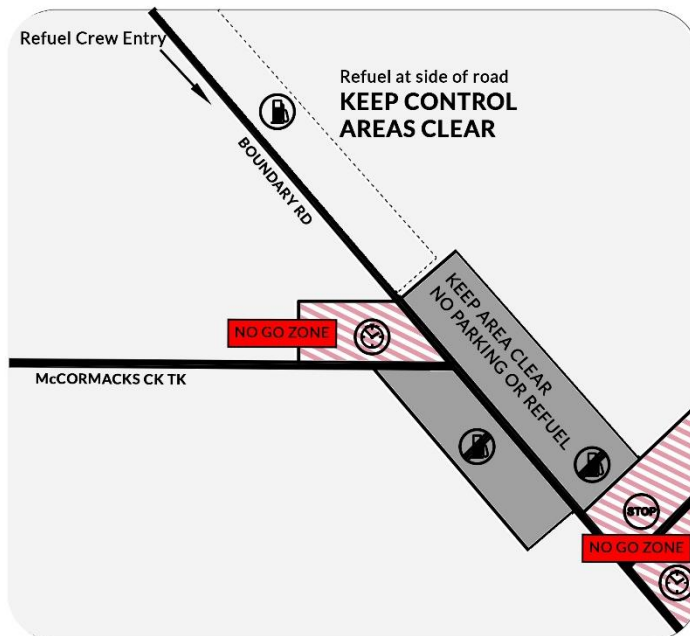 Refuel Crew Entry
Refuel at side of road
KEEP CONTROL
AREAS CLEAR
BOUNDARY RD
KEEP AREA CLEAR
NO PARKING OR REFUEL
NO GO ZONE
McCORMACKS CK TK
STOP
NO GO ZONE